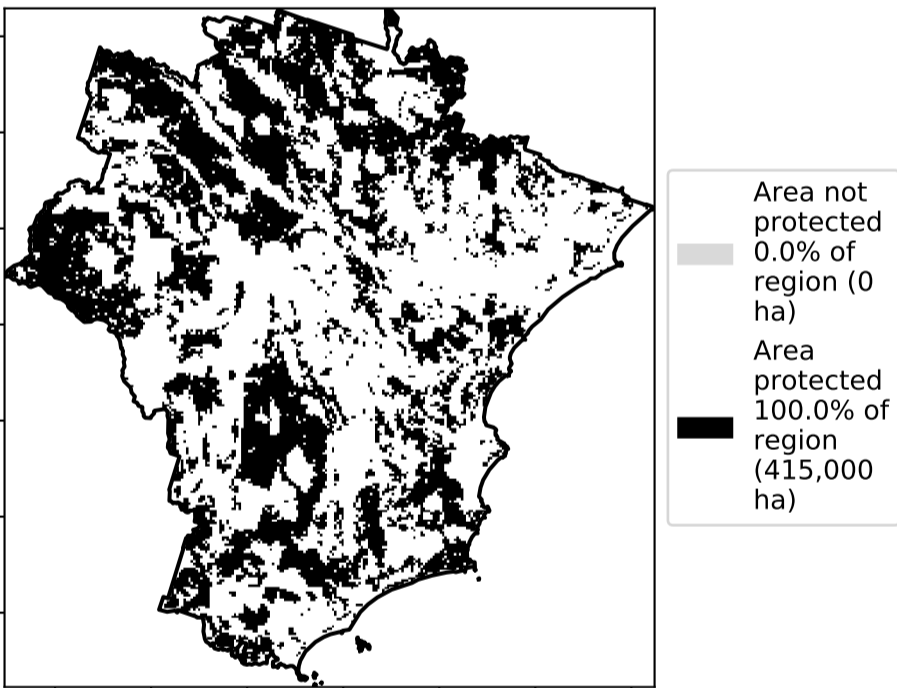 Area not
protected
0.0% of
region (0
ha)
Area
protected
100.0% of
region
(415,000
ha)